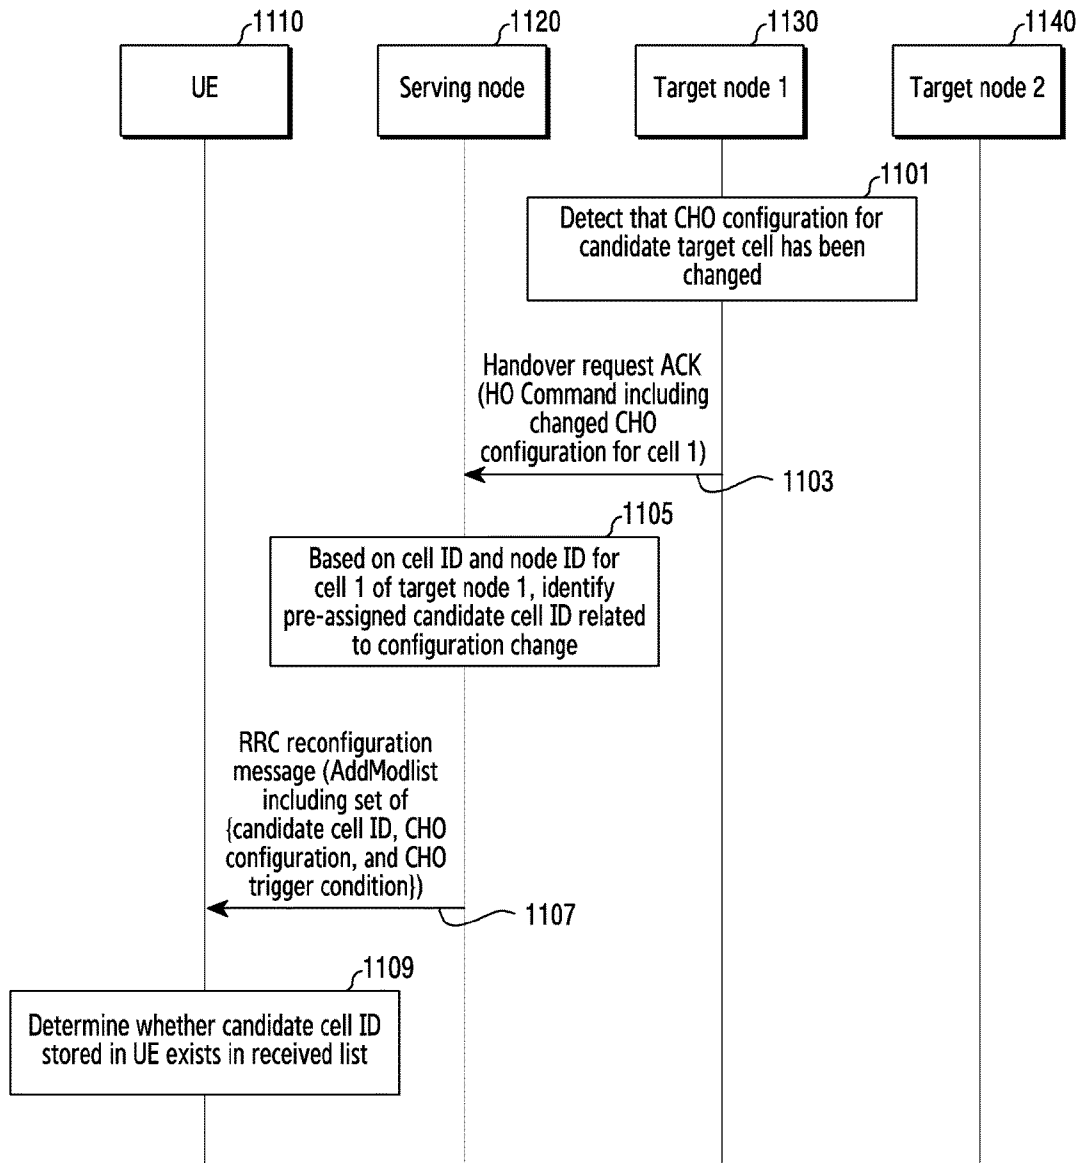 1110
1120
1130
1140
UE
Serving node
Target node 1
Target node 2
1101
Detect that CHO configuration for
candidate target cell has been
changed
Handover request ACK
(HO Command including
changed CHO
configuration for cell 1)
1103
1105
Based on cell ID and node ID for
cell 1 of target node 1, identify
pre-assigned candidate cell ID related
to configuration change
RRC reconfiguration
message (AddModlist
including set of
{candidate cell ID, CHO
configuration, and CHO
trigger condition})
1107
1109
Determine whether candidate cell ID
stored in UE exists in received list